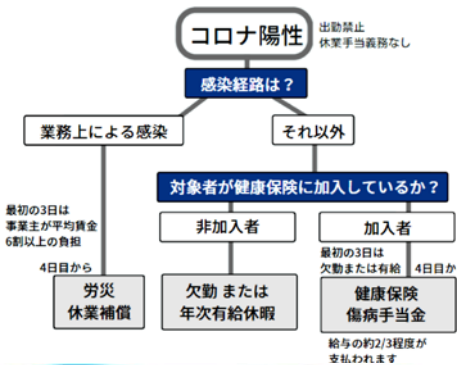 コロナ陽性
出勤禁止
休業手当義務なし
感染経路は？
業務上による感染
それ以外
対象者が健康保険に加入しているか？
最初の3日は
事業主が平均賃金
6割以上の負担
非加入者
加入者
最初の3日は
欠勤または有給
4日目から
4日目か
労災
休業補償
欠勤 または
年次有給休暇
健康保険
傷病手当金
給与の約2/3程度が
支払われます